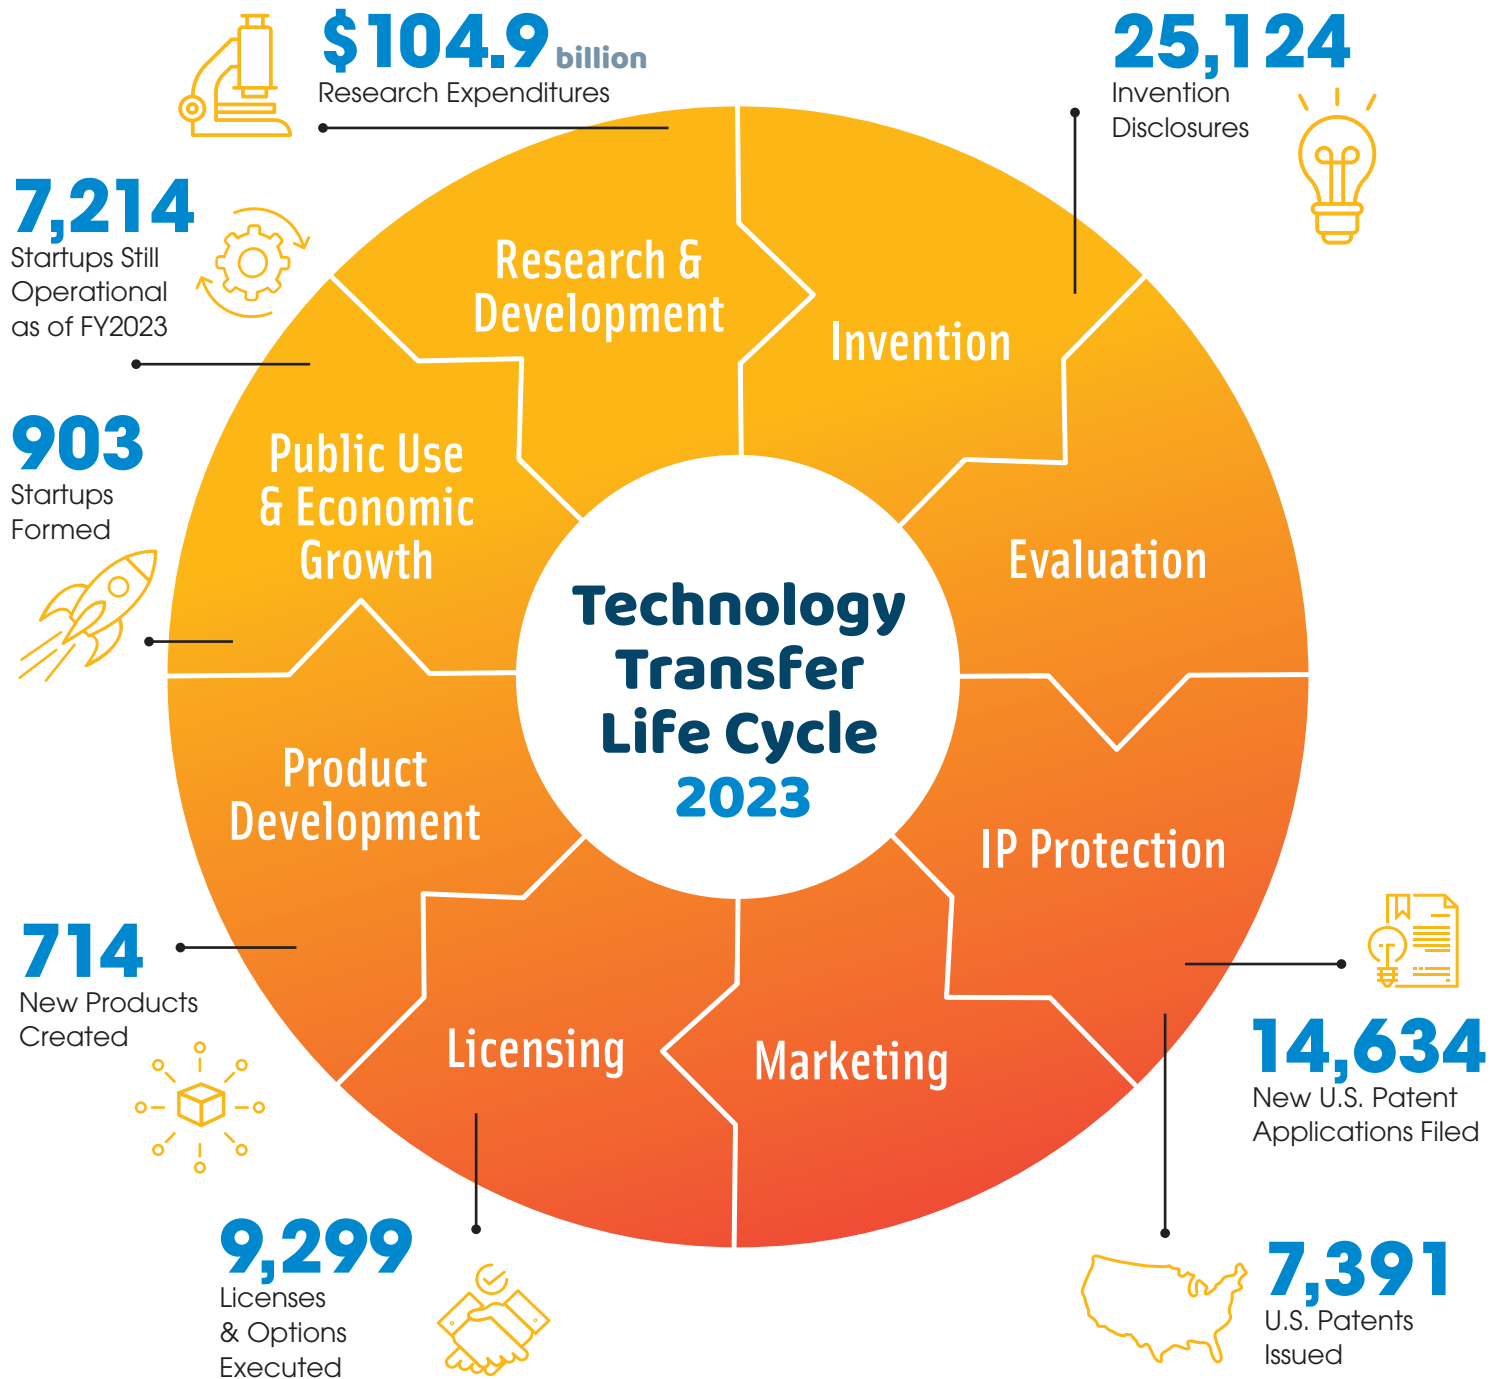 $104.9 billion
Research Expenditures
25,124
Invention
Disclosures
7,214
Startups Still
Operational
as of FY2023
903
Startups
Formed
Research &
Development
Invention
Public Use
& Economic
Growth
Evaluation
Technology
Transfer
Life Cycle
2023
Product
Development
IP Protection
Licensing
Marketing
714
New Products
Created
14,634
New U.S. Patent
Applications Filed
9,299
Licenses
& Options
Executed
7,391
U.S. Patents
Issued